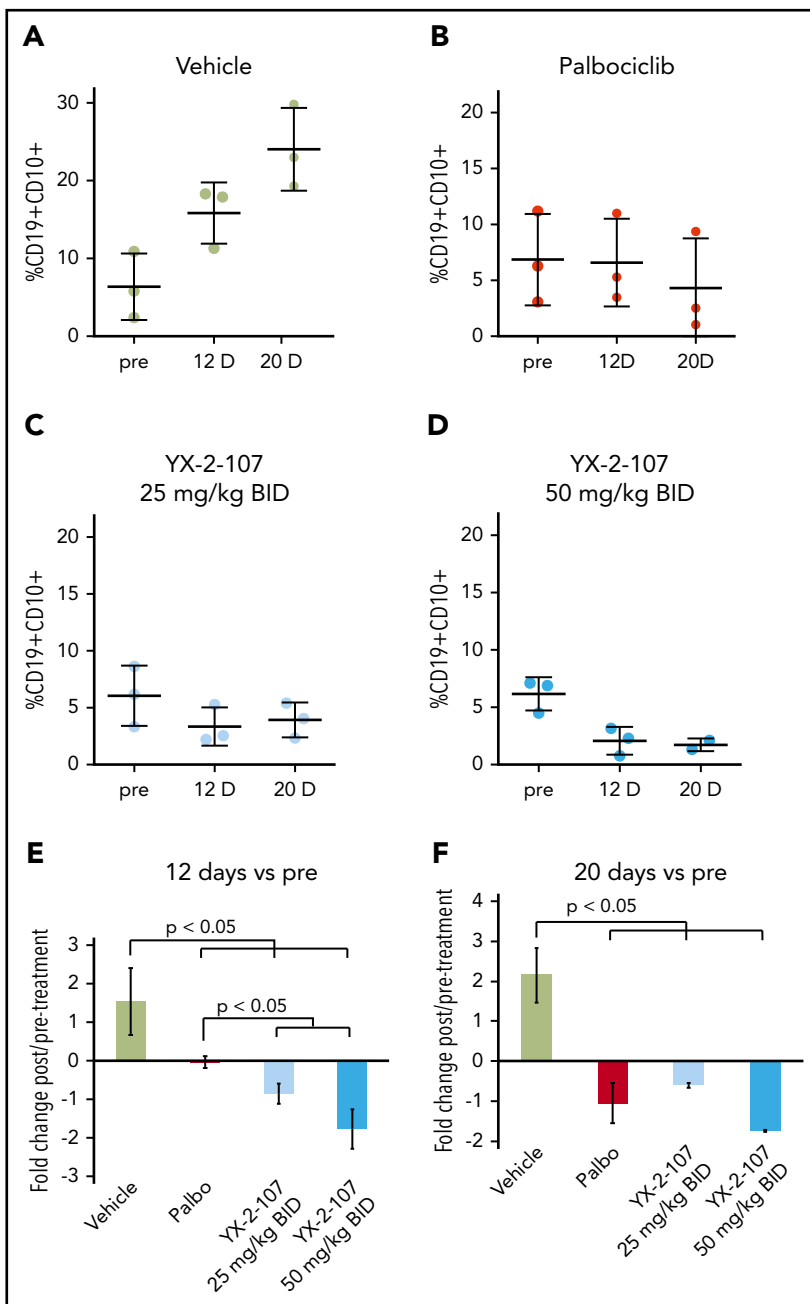 A
Vehicle
%CD19+CD10+
30
20
10
0
pre
12 D
20 D
B
Palbociclib
%CD19+CD10+
20
15
10
5
0
pre
12D
20D
C
YX-2-107
25 mg/kg BID
%CD19+CD10+
20
15
10
5
0
pre
12 D
20 D
D
YX-2-107
50 mg/kg BID
%CD19+CD10+
20
15
10
5
0
pre
12 D
20 D
E
12 days vs pre
Fold change post/pre-treatment
3
2
1
0
-1
-2
-3
p < 0.05
p < 0.05
Vehicle
Palbo
YX-2-107
25 mg/kg BID
YX-2-107
50 mg/kg BID
F
20 days vs pre
Fold change post/pre-treatment
4
3
2
1
0
-1
-2
p < 0.05
Vehicle
Palbo
YX-2-107
25 mg/kg BID
YX-2-107
50 mg/kg BID